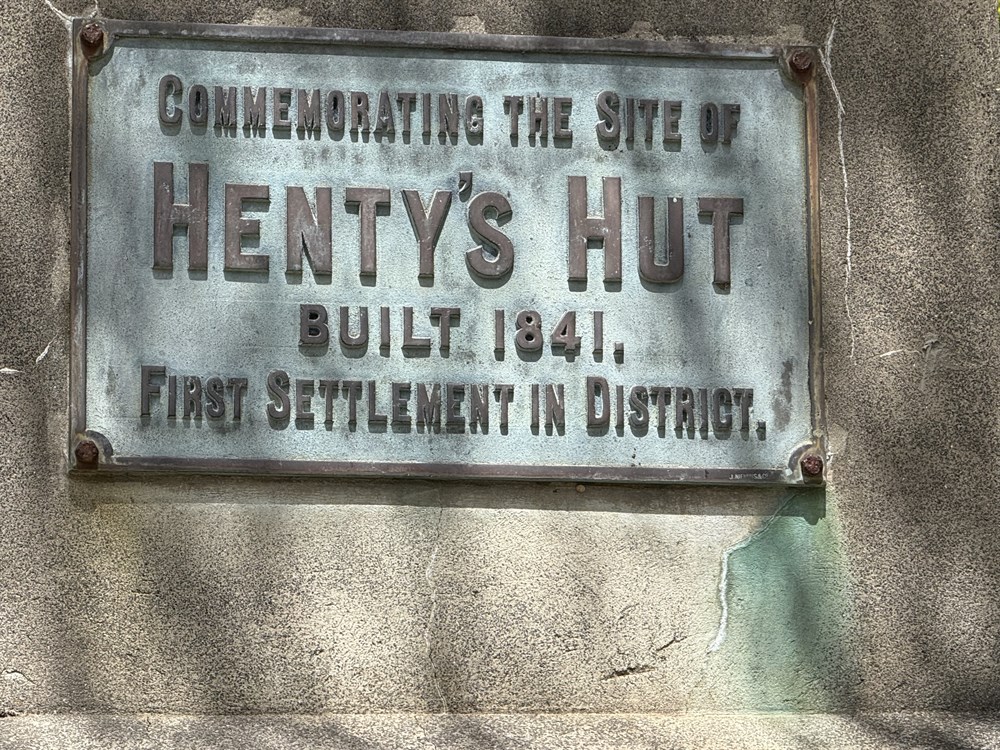 COMMEMORATING THE SITE OF
HENTY'S HUT
BUILT 1841.
FIRST SETTLEMENT IN DISTRICT.